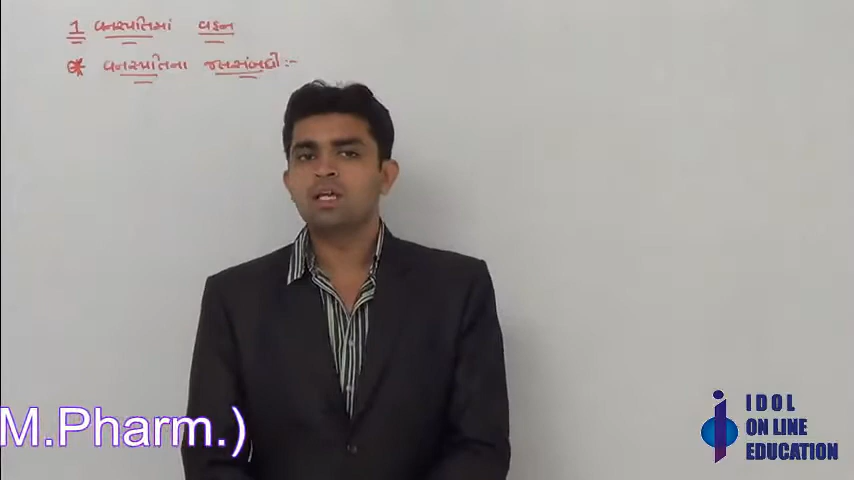 1 વનસ્પતિમાં વહન
* વનસ્પતિના જલસંબંધી :-
M.Pharm.)
IDOL
ON LINE
EDUCATION